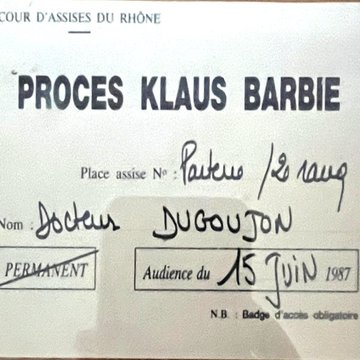 COUR D'ASSISES DU RHÔNE
PROCES KLAUS BARBIE
Place assise Nº : Parterre /2e rang
Nom : Docteur DUGOUJON
PERMANENT
Audience du 15 JUIN 1987
N.B. : Badge d'accès obligatoire